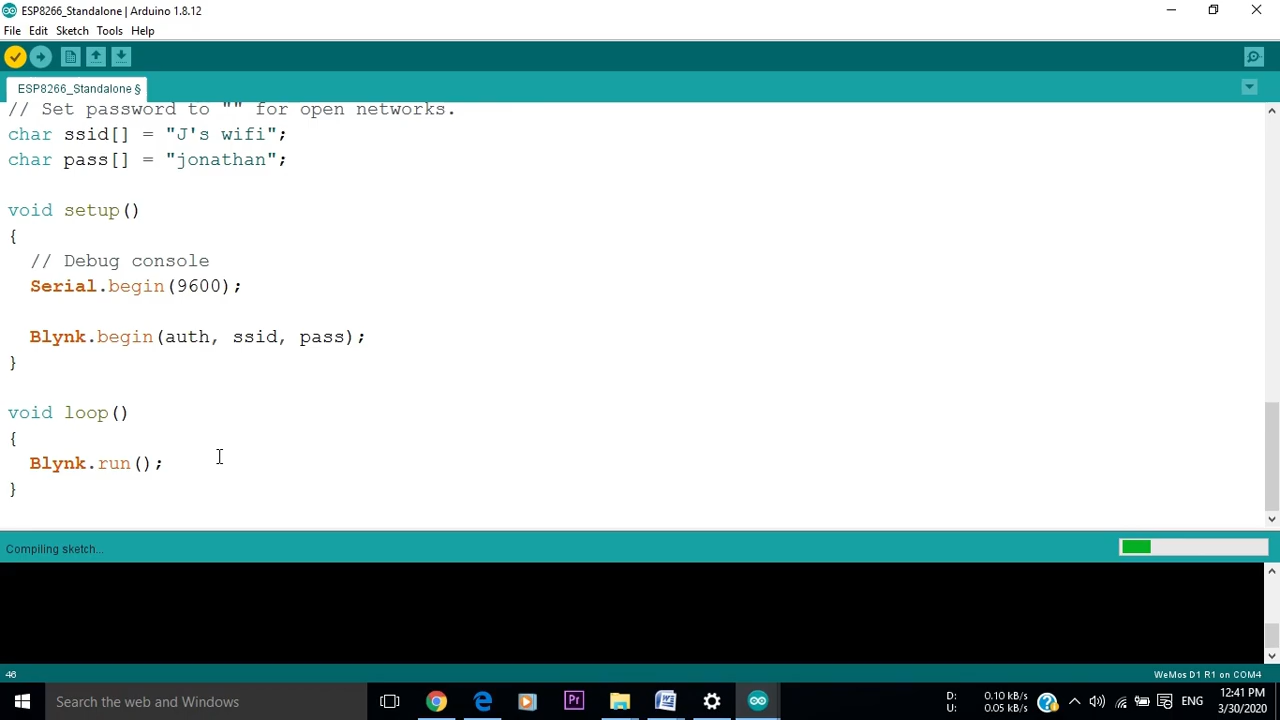 ESP8266_Standalone | Arduino 1.8.12
File Edit Sketch Tools Help
ESP8266_Standalone §
// Set password to "" for open networks.
char ssid[] = "J's wifi";
char pass[] = "jonathan";
void setup()
{
// Debug console
Serial.begin(9600);
Blynk.begin(auth, ssid, pass);
}
void loop()
{
Blynk.run();
}
Compiling sketch...
46
WeMos D1 R1 on COM4
Search the web and Windows
Pr
D: 0.10 kB/s
U: 0.05 kB/s
ENG
12:41 PM
3/30/2020